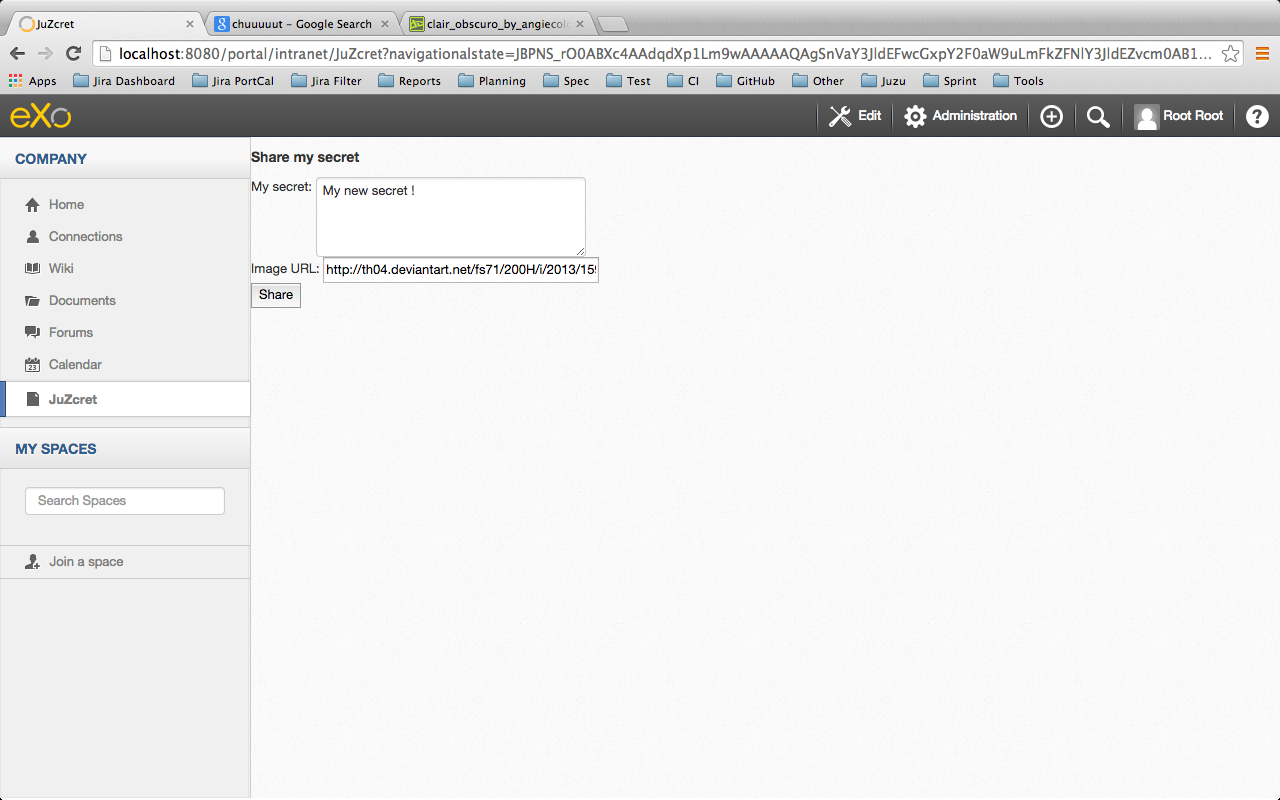 JuZcret
chuuuuut – Google Search
clair_obscuro_by_angiecolo
localhost:8080/portal/intranet/JuZcret?navigationalstate=JBPNS_rO0ABXc4AAdqdXp1Lm9wAAAAAQAgSnVaY3JldEFwcGxpY2F0aW9uLmFkZFNlY3JldEZvcm0AB1...
Apps Jira Dashboard Jira PortCal Jira Filter Reports Planning Spec Test CI GitHub Other Juzu Sprint Tools
eXo Edit Administration Root Root ?
COMPANY
Home
Connections
Wiki
Documents
Forums
23 Calendar
JuZcret
MY SPACES
Search Spaces
Join a space
Share my secret
My secret: My new secret !
Image URL: http://th04.deviantart.net/fs71/200H/i/2013/159
Share